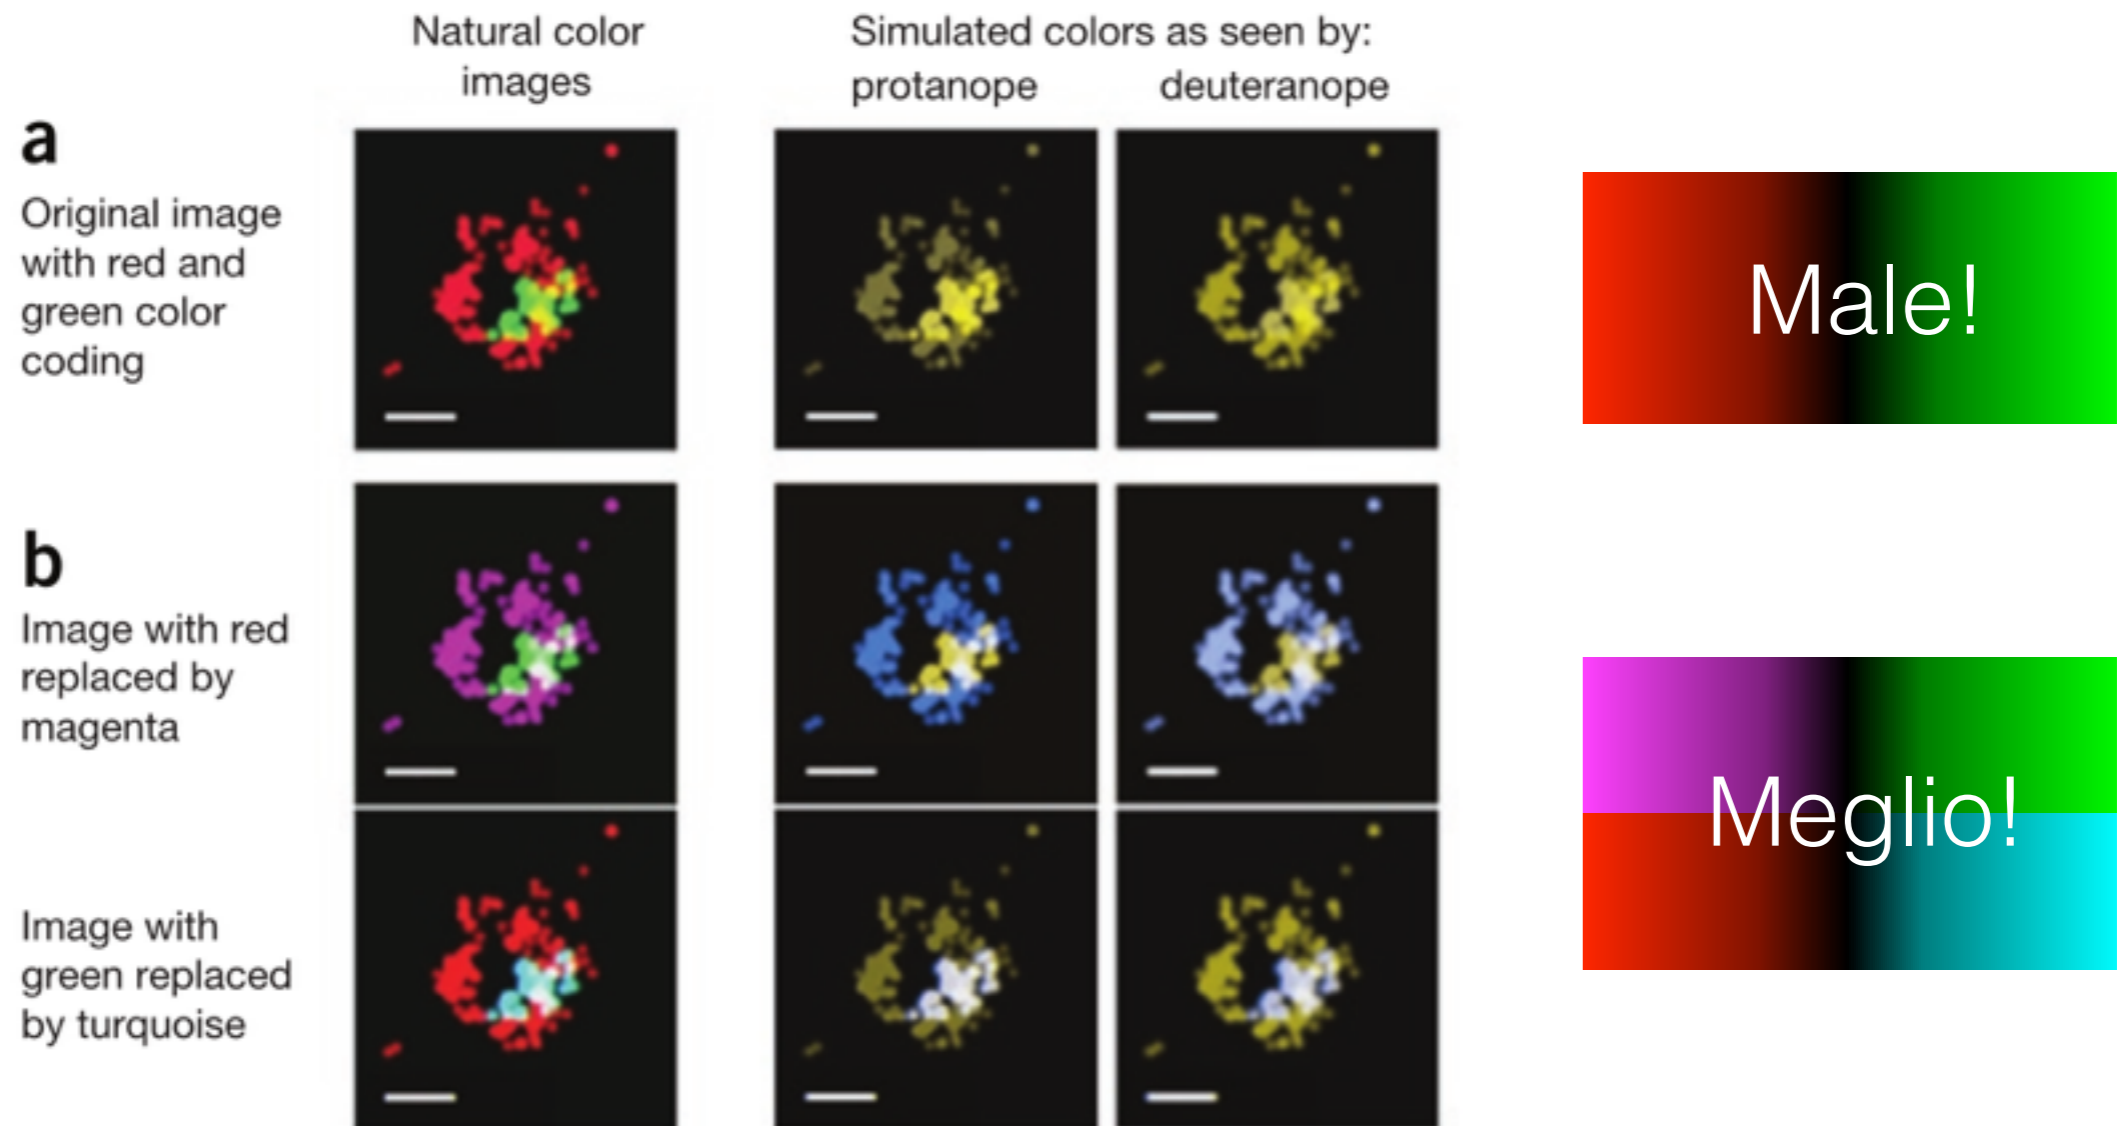 Natural color
images
Simulated colors as seen by:
protanope
deuteranope
a
Original image
with red and
green color
coding
Male!
b
Image with red
replaced by
magenta
Meglio!
Image with
green replaced
by turquoise